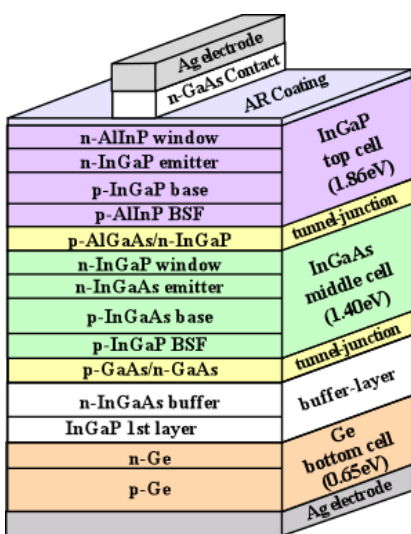 Ag electrode
n-GaAs Contact
AR Coating
n-AlInP window
n-InGaP emitter
p-InGaP base
p-AlInP BSF
InGaP
top cell
(1.86eV)
p-AlGaAs/n-InGaP
tunnel-junction
n-InGaP window
n-InGaAs emitter
p-InGaAs base
p-InGaP BSF
InGaAs
middle cell
(1.40eV)
p-GaAs/n-GaAs
tunnel-junction
n-InGaAs buffer
InGaP 1st layer
buffer-layer
n-Ge
p-Ge
Ge
bottom cell
(0.65eV)
Ag electrode